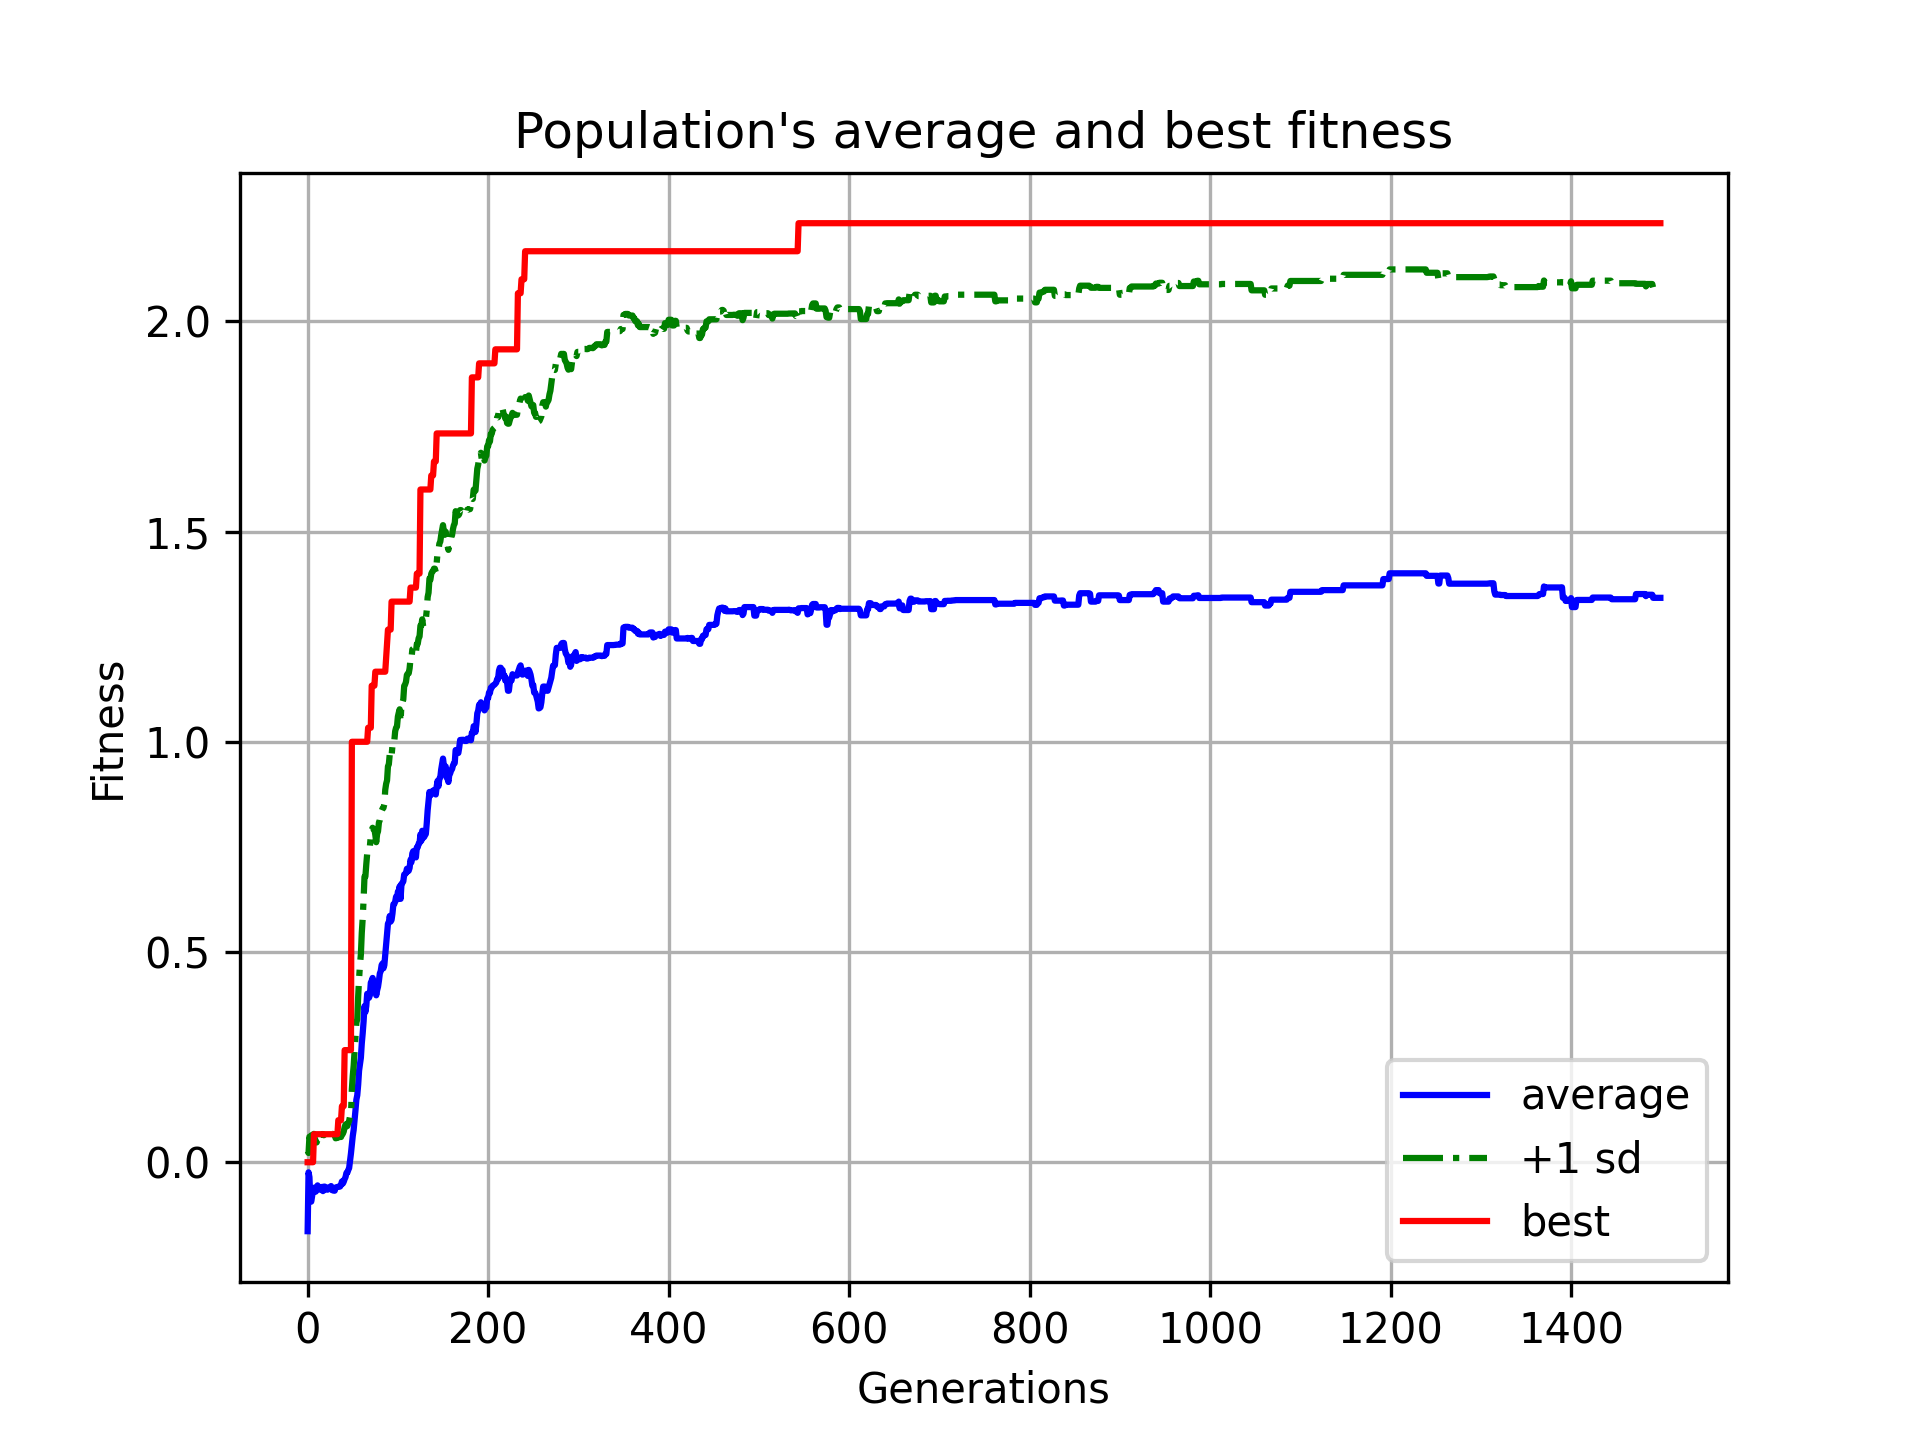 Population's average and best fitness
Fitness
2.0
1.5
1.0
0.5
0.0
0 200 400 600 800 1000 1200 1400
Generations
average
+1 sd
best